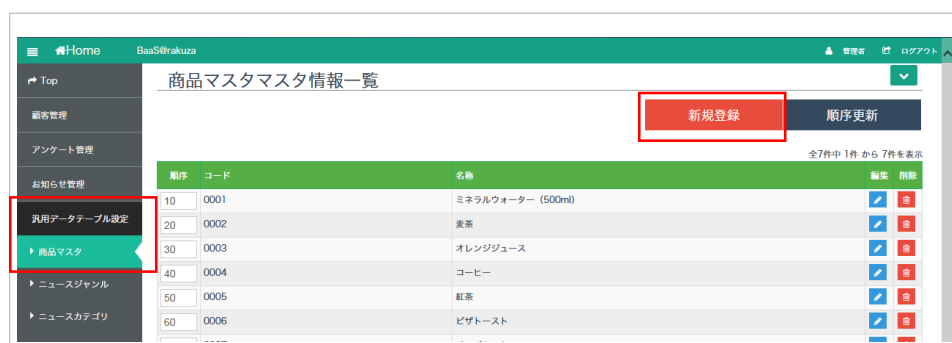 Home BaaS@rakuza 管理者 ログアウト
Top
顧客管理
アンケート管理
お知らせ管理
汎用データテーブル設定
商品マスタ
ニュースジャンル
ニュースカテゴリ
商品マスタマスタ情報一覧
新規登録 順序更新
全7件中 1件 から 7件を表示
順序 コード 名称 編集 削除
10 0001 ミネラルウォーター（500ml）
20 0002 麦茶
30 0003 オレンジジュース
40 0004 コーヒー
50 0005 紅茶
60 0006 ピザトースト